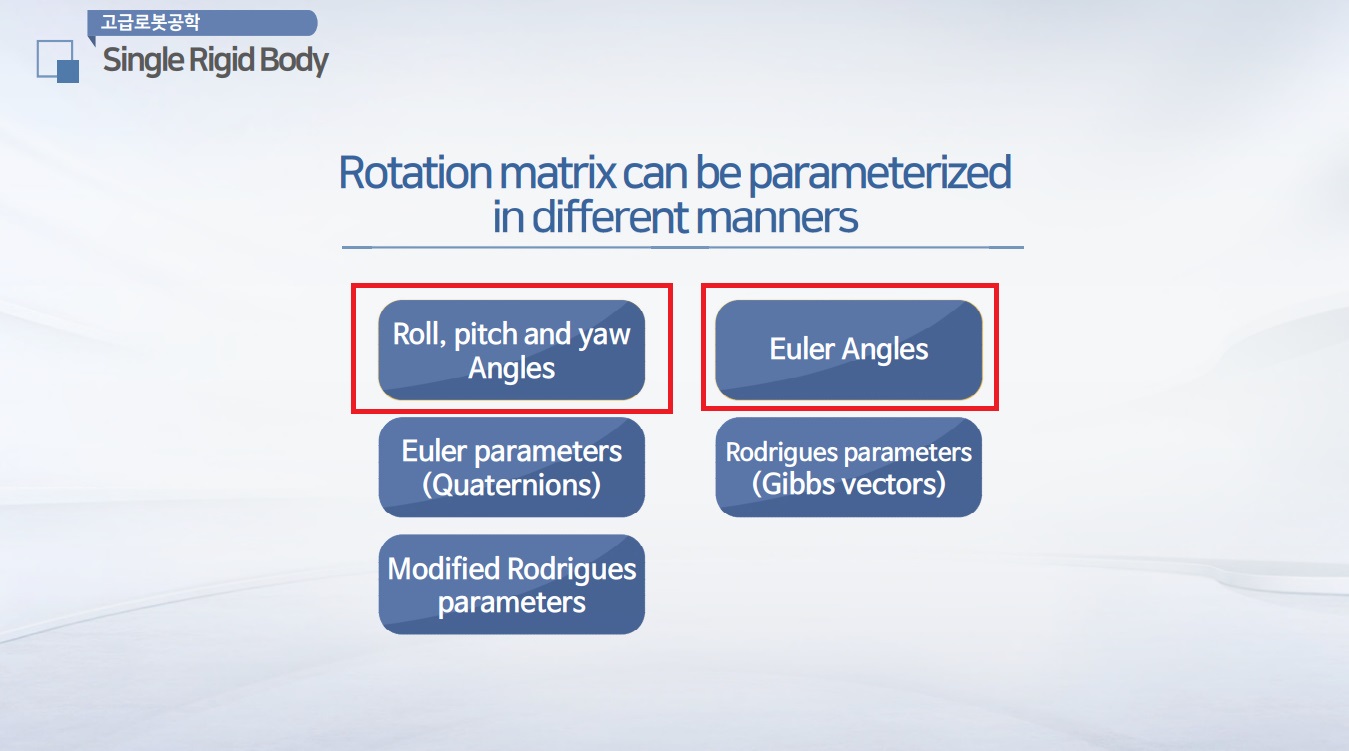 고급로봇공학
Single Rigid Body
Rotation matrix can be parameterized
in different manners
Roll, pitch and yaw
Angles
Euler Angles
Euler parameters
(Quaternions)
Rodrigues parameters
(Gibbs vectors)
Modified Rodrigues
parameters